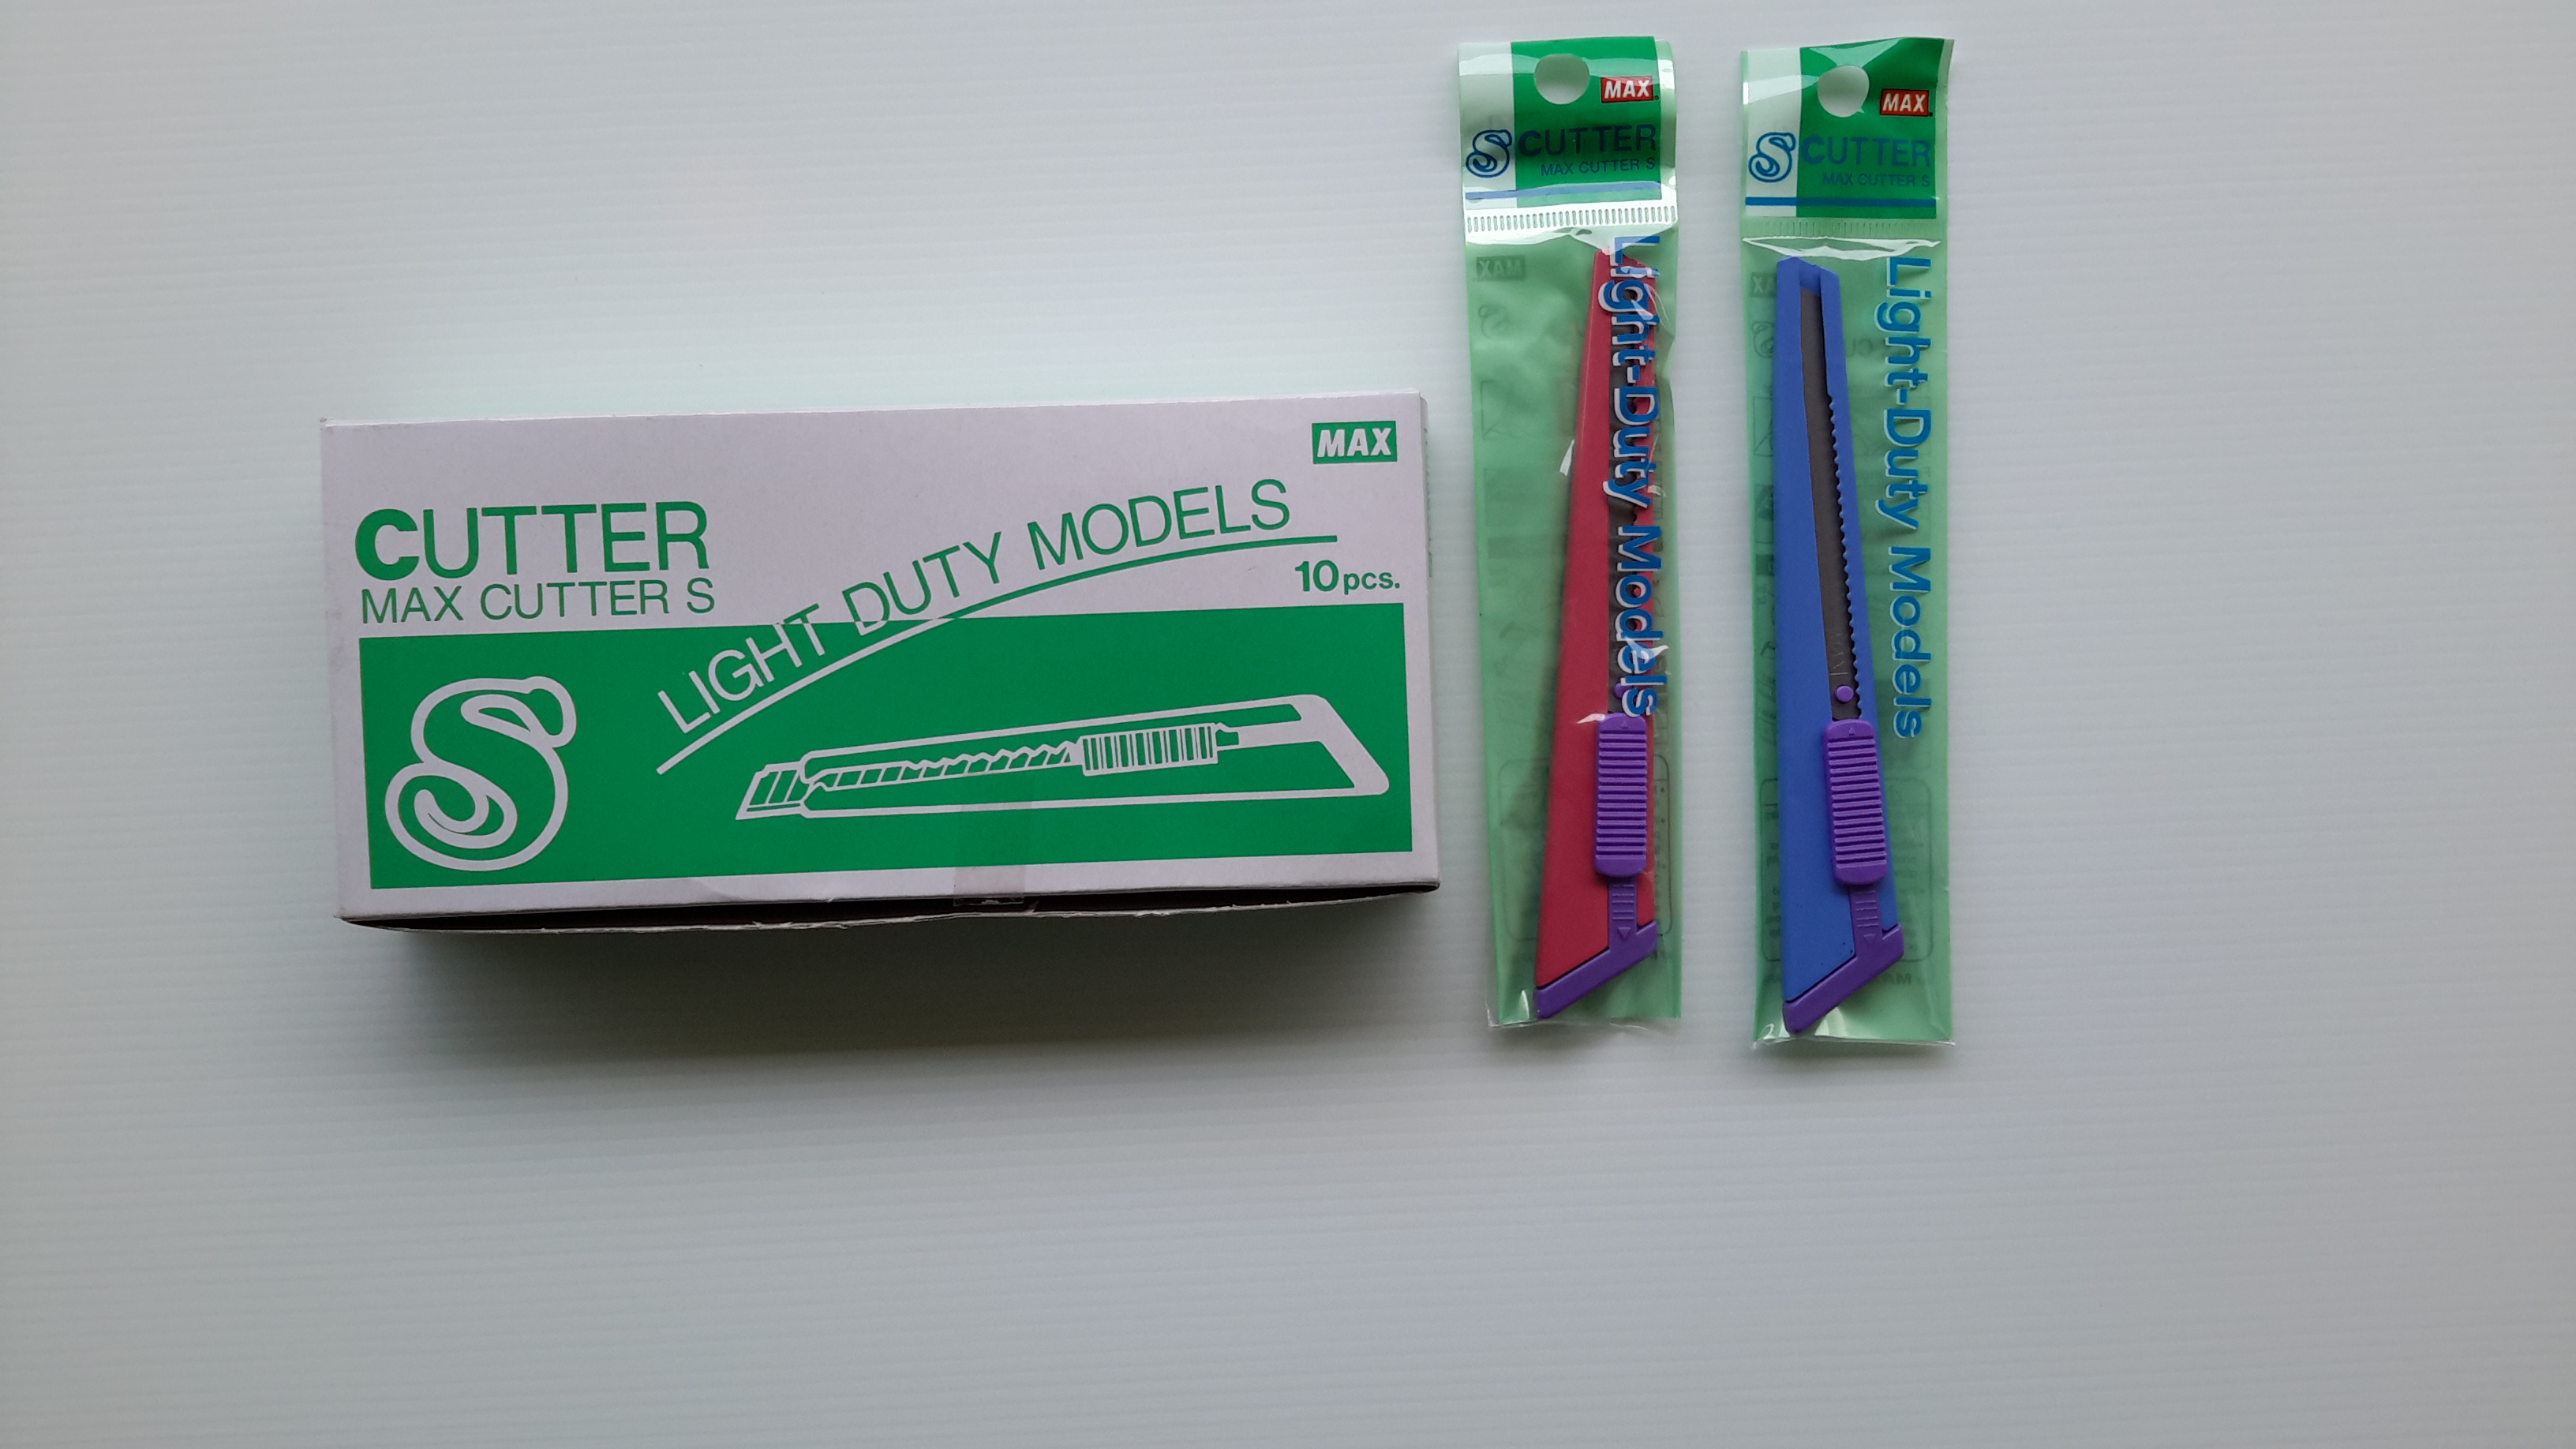 MAX
CUTTER
MAX CUTTER S
LIGHT DUTY MODELS
10pcs.
S
MAX
S CUTTER
MAX CUTTER S
Light-Duty Models
MAX
S CUTTER
MAX CUTTER S
Light-Duty Models